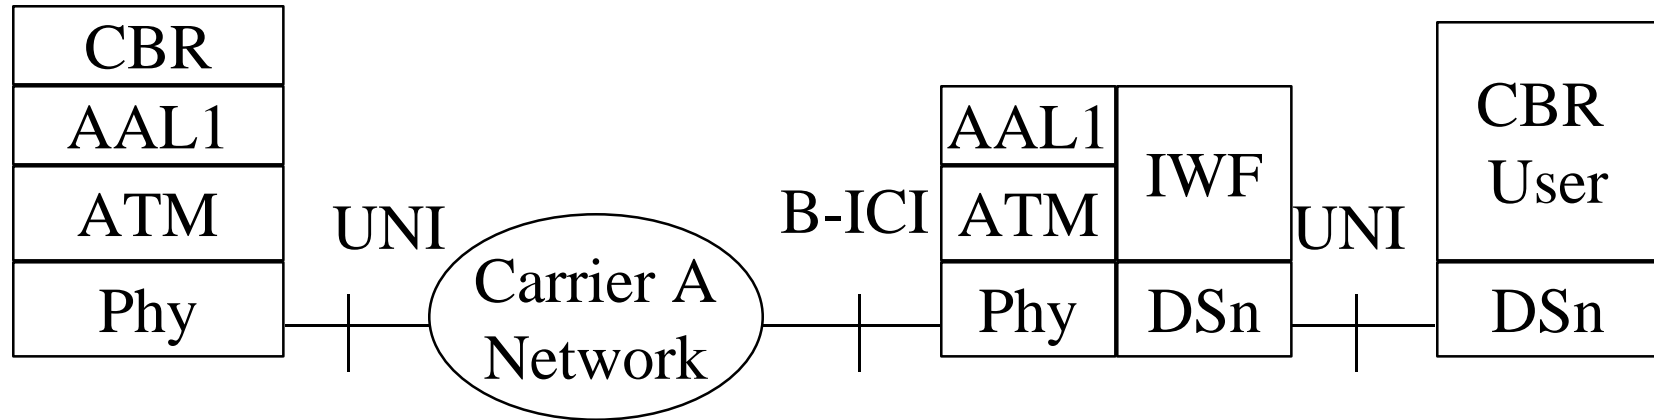 CBR
AAL1
ATM
Phy
UNI
Carrier A
Network
B-ICI
AAL1
ATM
Phy
IWF
DSn
UNI
CBR
User
DSn